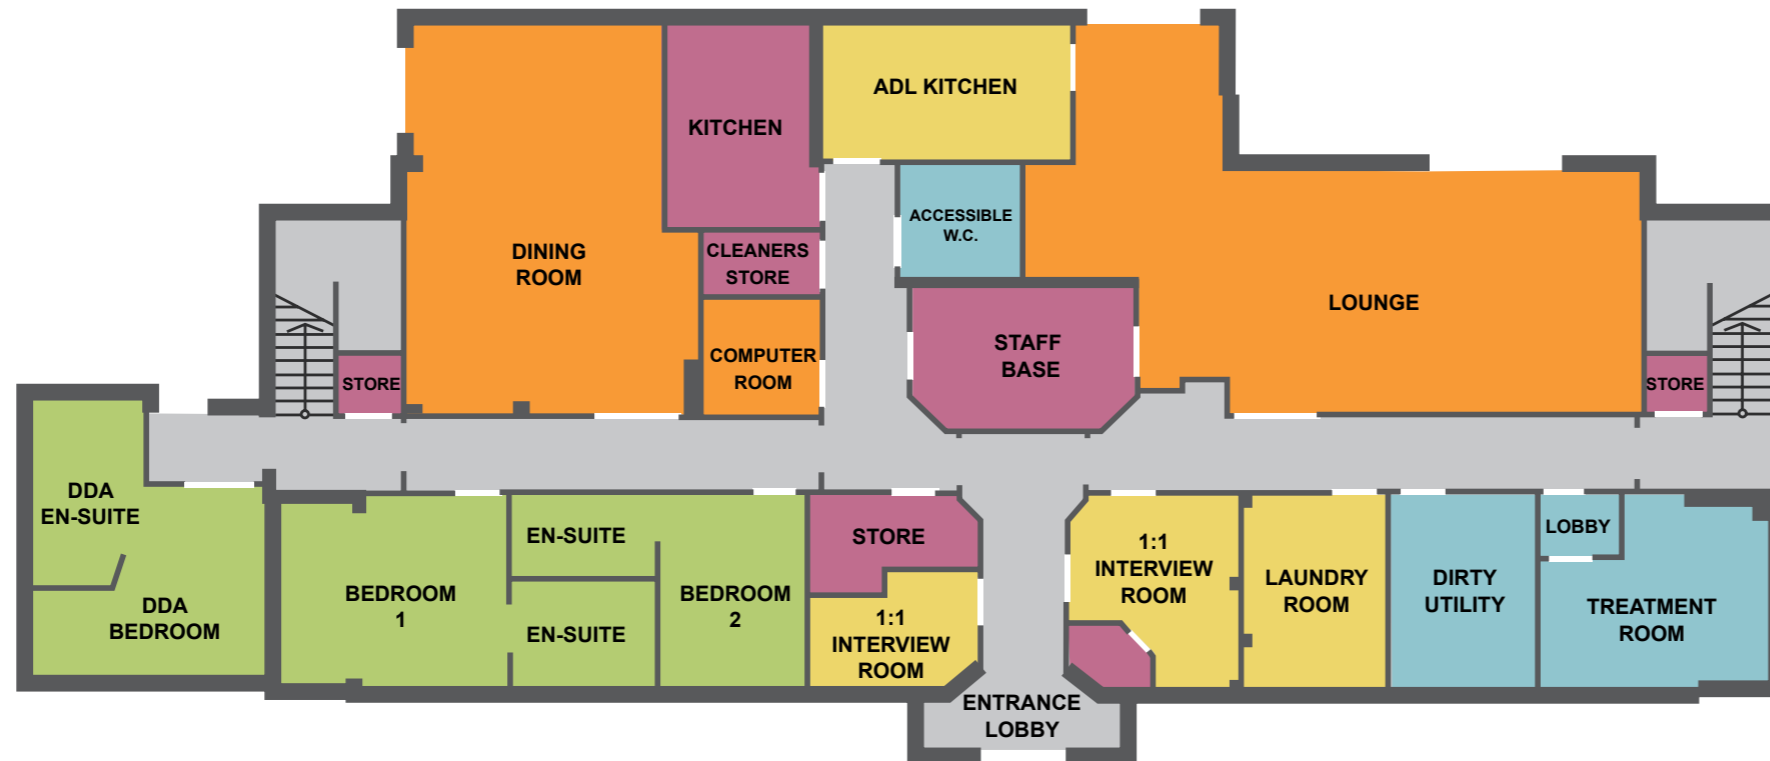 ADL KITCHEN
KITCHEN
ACCESSIBLE
W.C.
DINING
ROOM
CLEANERS
STORE
LOUNGE
STAFF
BASE
COMPUTER
ROOM
STORE
STORE
DDA
EN-SUITE
EN-SUITE
STORE
1:1
INTERVIEW
ROOM
LOBBY
BEDROOM
1
BEDROOM
2
LAUNDRY
ROOM
DIRTY
UTILITY
DDA
BEDROOM
EN-SUITE
1:1
INTERVIEW
ROOM
TREATMENT
ROOM
ENTRANCE
LOBBY